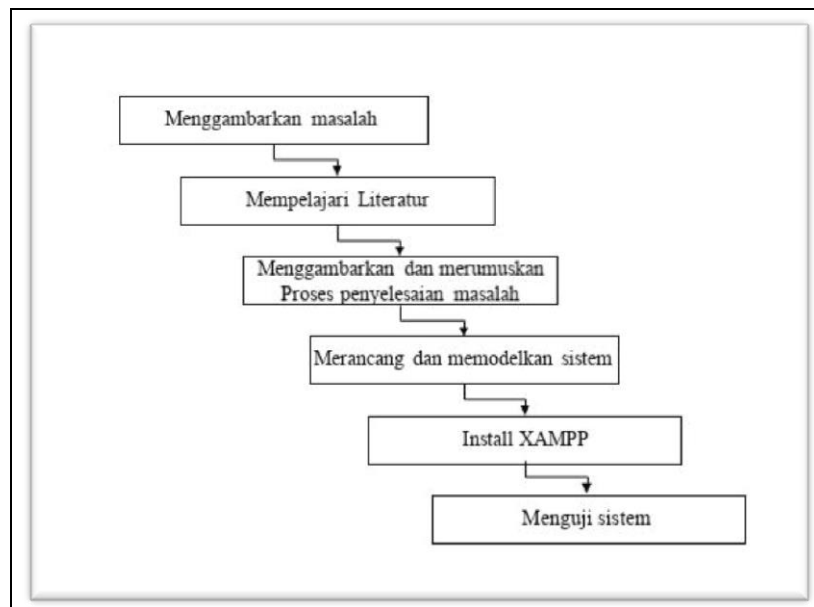 Menggambarkan masalah
Mempelajari Literatur
Menggambarkan dan merumuskan
Proses penyelesaian masalah
Merancang dan memodelkan sistem
Install XAMPP
Menguji sistem